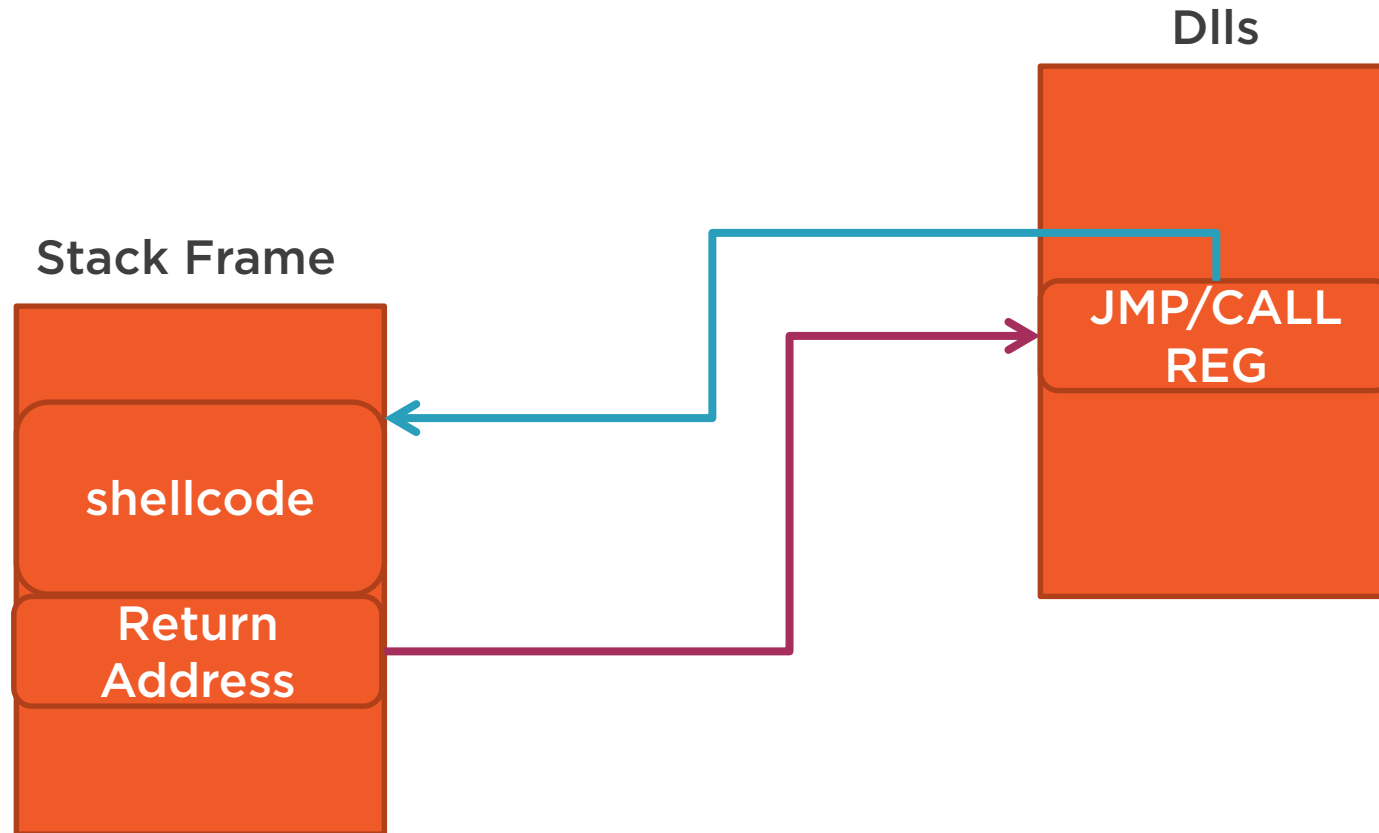 Dlls
Stack Frame
JMP/CALL
REG
shellcode
Return
Address